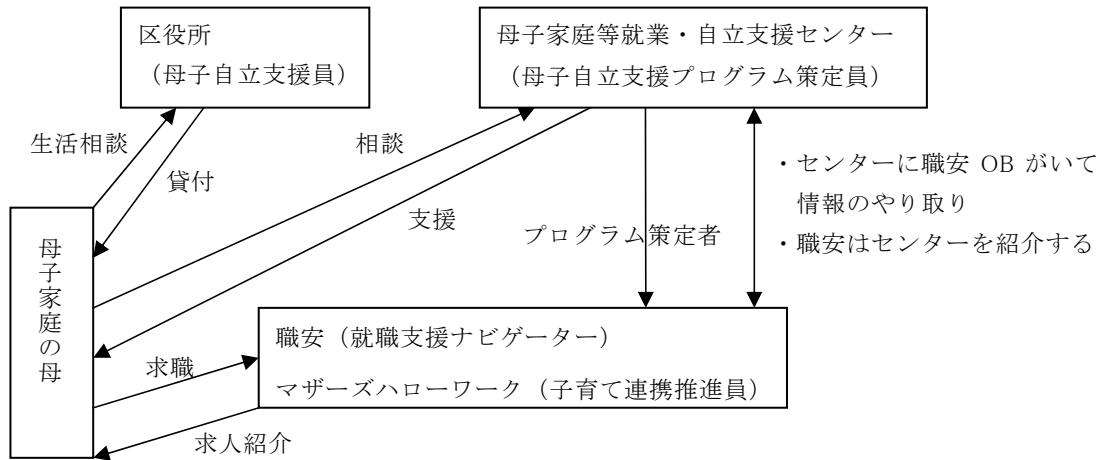 区役所
（母子自立支援員）
母子家庭等就業・自立支援センター
（母子自立支援プログラム策定員）
生活相談
貸付
相談
支援
プログラム策定者
・センターに職安 OB がいて
情報のやり取り
・職安はセンターを紹介する
母子家庭の母
職安（就職支援ナビゲーター）
マザーズハローワーク（子育て連携推進員）
求職
求人紹介